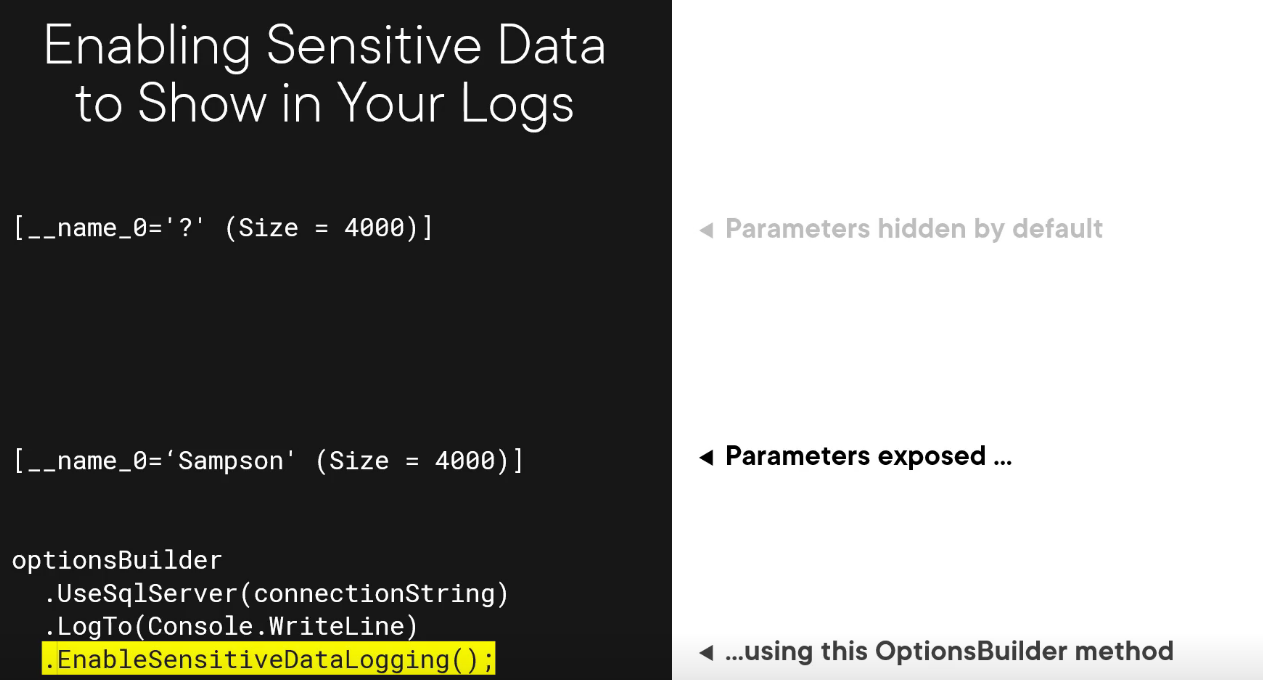 Enabling Sensitive Data
to Show in Your Logs
[__name_0='?' (Size = 4000)]
◄ Parameters hidden by default
[__name_0=‘Sampson' (Size = 4000)]
◄ Parameters exposed ...
optionsBuilder
.UseSqlServer(connectionString)
.LogTo(Console.WriteLine)
.EnableSensitiveDataLogging();
◄ ...using this OptionsBuilder method